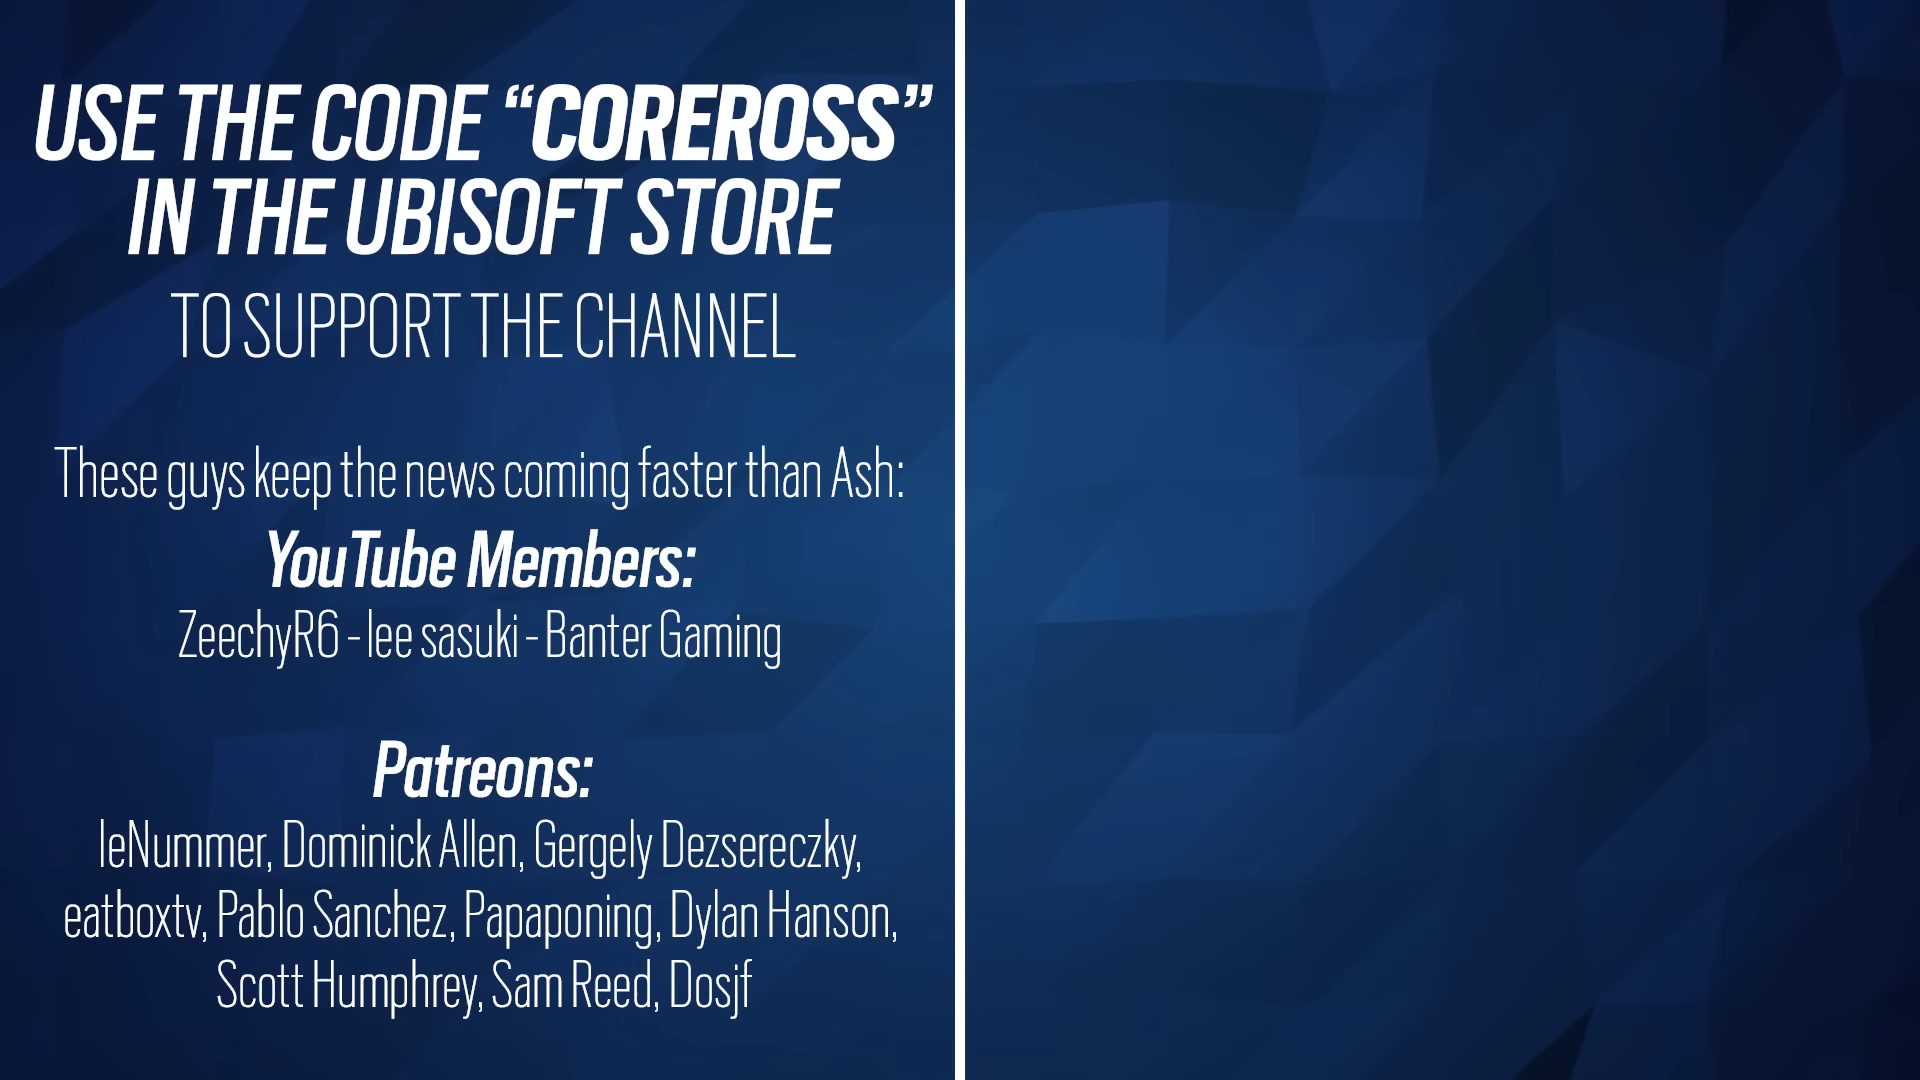 USE THE CODE “COREROSS”
IN THE UBISOFT STORE
TO SUPPORT THE CHANNEL
These guys keep the news coming faster than Ash:
YouTube Members:
ZeechyR6 - lee sasuki - Banter Gaming
Patreons:
leNummer, Dominick Allen, Gergely Dezsereczky,
eatboxtv, Pablo Sanchez, Papaponing, Dylan Hanson,
Scott Humphrey, Sam Reed, Dosjf